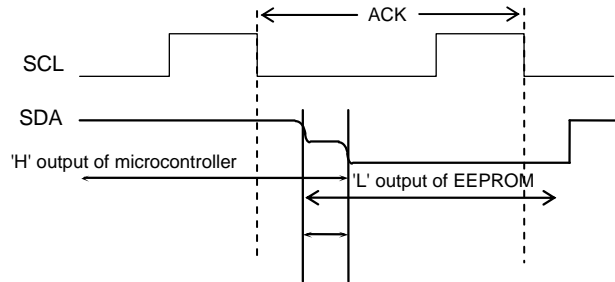 ACK
SCL
SDA
'H' output of microcontroller
'L' output of EEPROM